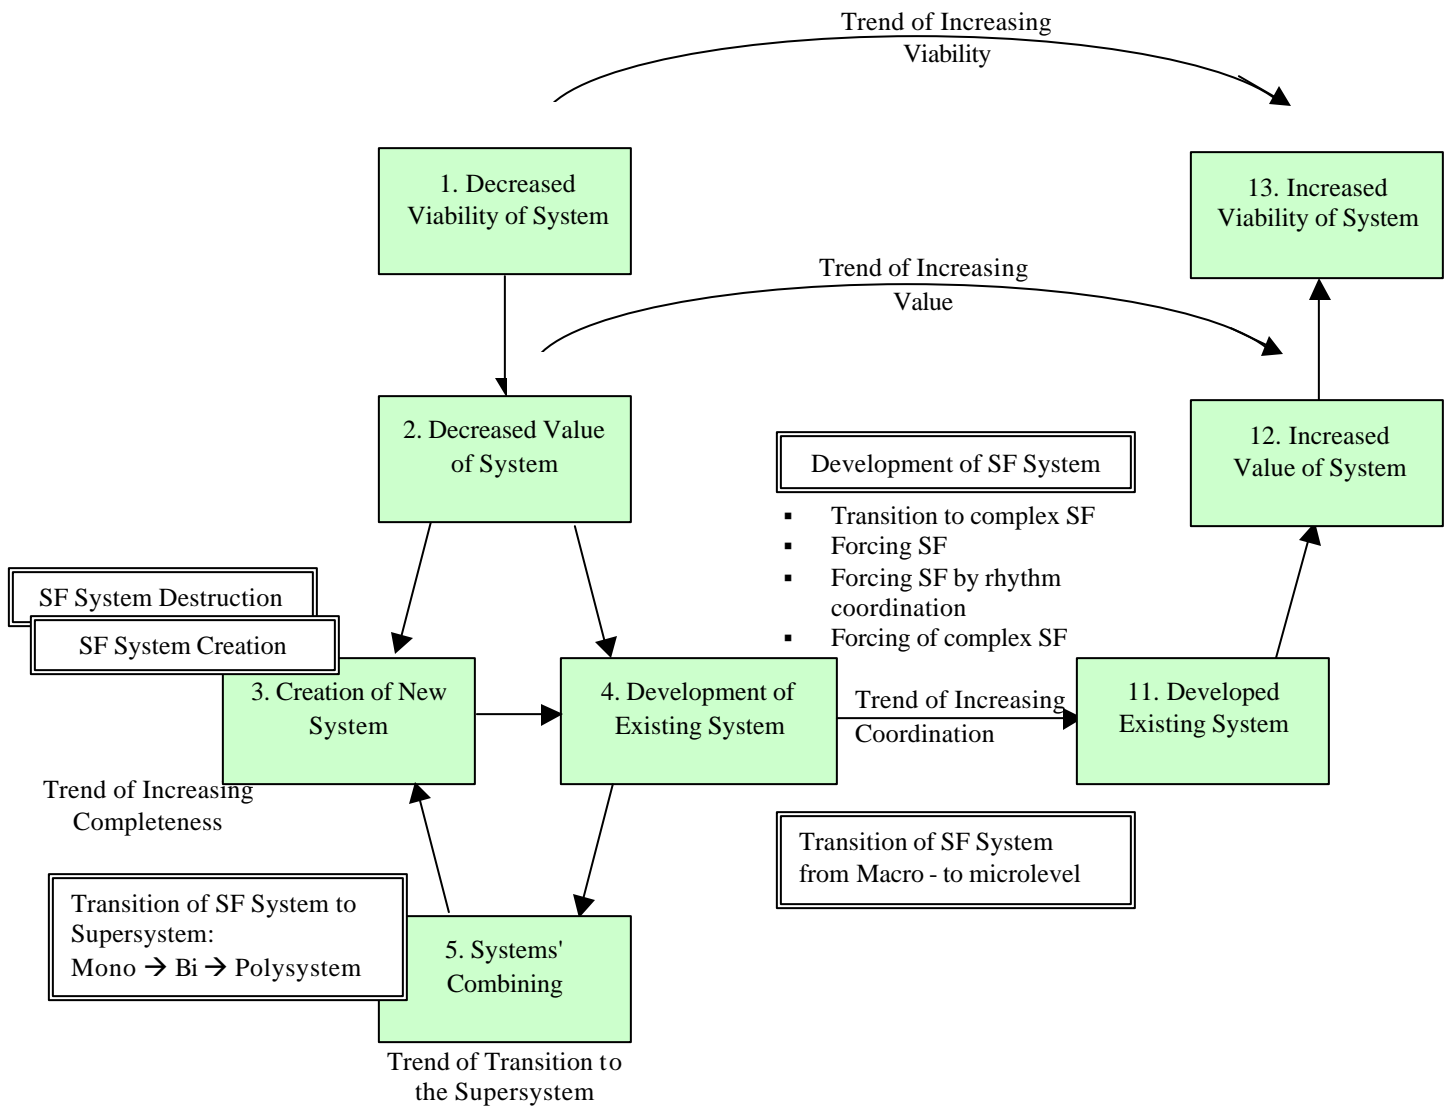 Trend of Increasing
Viability
1. Decreased
Viability of System
13. Increased
Viability of System
Trend of Increasing
Value
2. Decreased Value
of System
12. Increased
Value of System
Development of SF System
▪ Transition to complex SF
▪ Forcing SF
▪ Forcing SF by rhythm
coordination
▪ Forcing of complex SF
SF System Destruction
SF System Creation
3. Creation of New
System
4. Development of
Existing System
Trend of Increasing
Coordination
11. Developed
Existing System
Trend of Increasing
Completeness
Transition of SF System
from Macro - to microlevel
Transition of SF System to
Supersystem:
Mono → Bi → Polysystem
5. Systems'
Combining
Trend of Transition to
the Supersystem